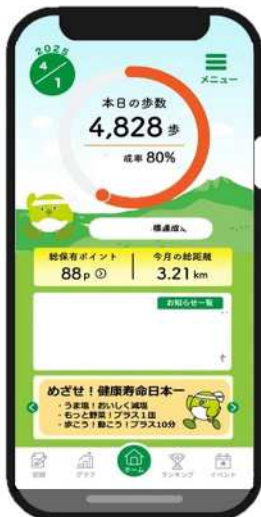 2025
4/1
メニュー
本日の歩数
4,828 歩
成率 80%
標達成
総保有ポイント
88p
今月の総距離
3.21 km
お知らせ一覧
めざせ！健康寿命日本一
・うま塩！おいしく減塩
・もっと野菜！プラス1皿
・歩こう！動こう！プラス10分
記録
グラフ
ホーム
ランキング
イベント